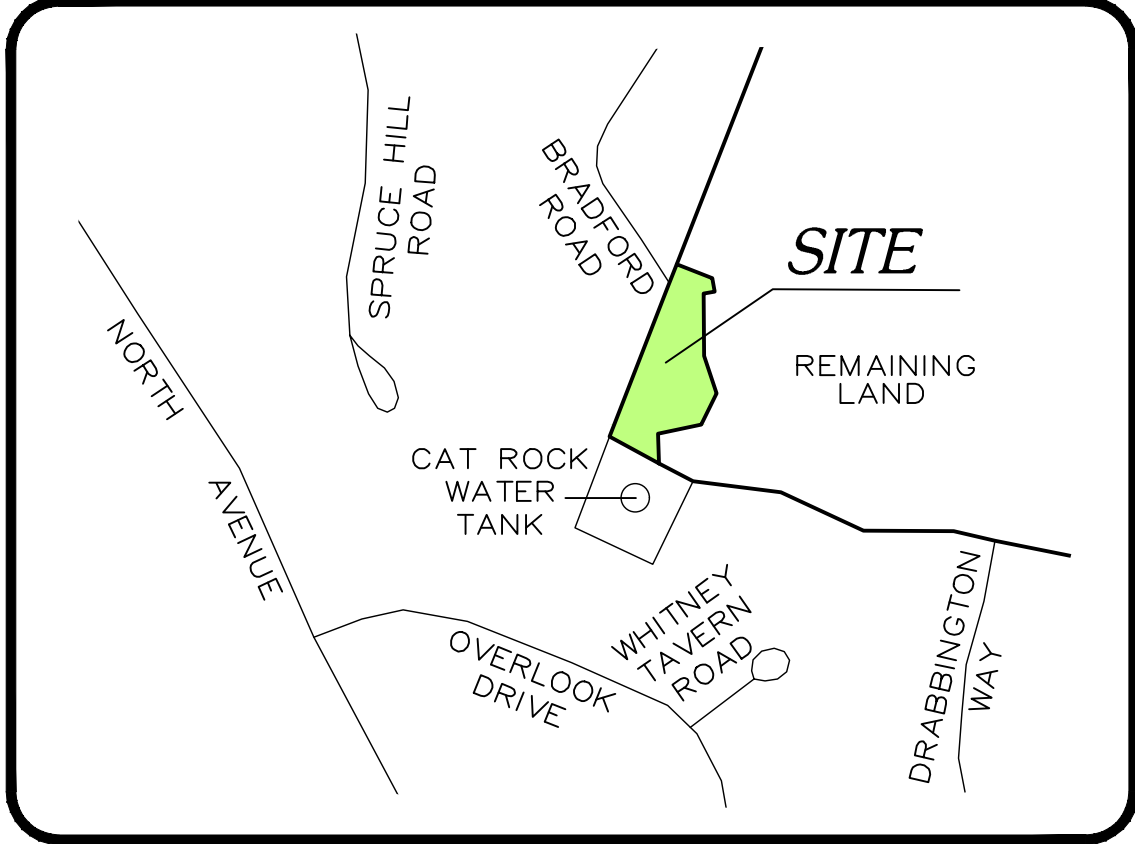 SPRUCE HILL
ROAD
BRADFORD
ROAD
SITE
NORTH
AVENUE
REMAINING
LAND
CAT ROCK
WATER
TANK
WHITNEY
TAVERN
ROAD
OVERLOOK
DRIVE
DRABBINGTON
WAY